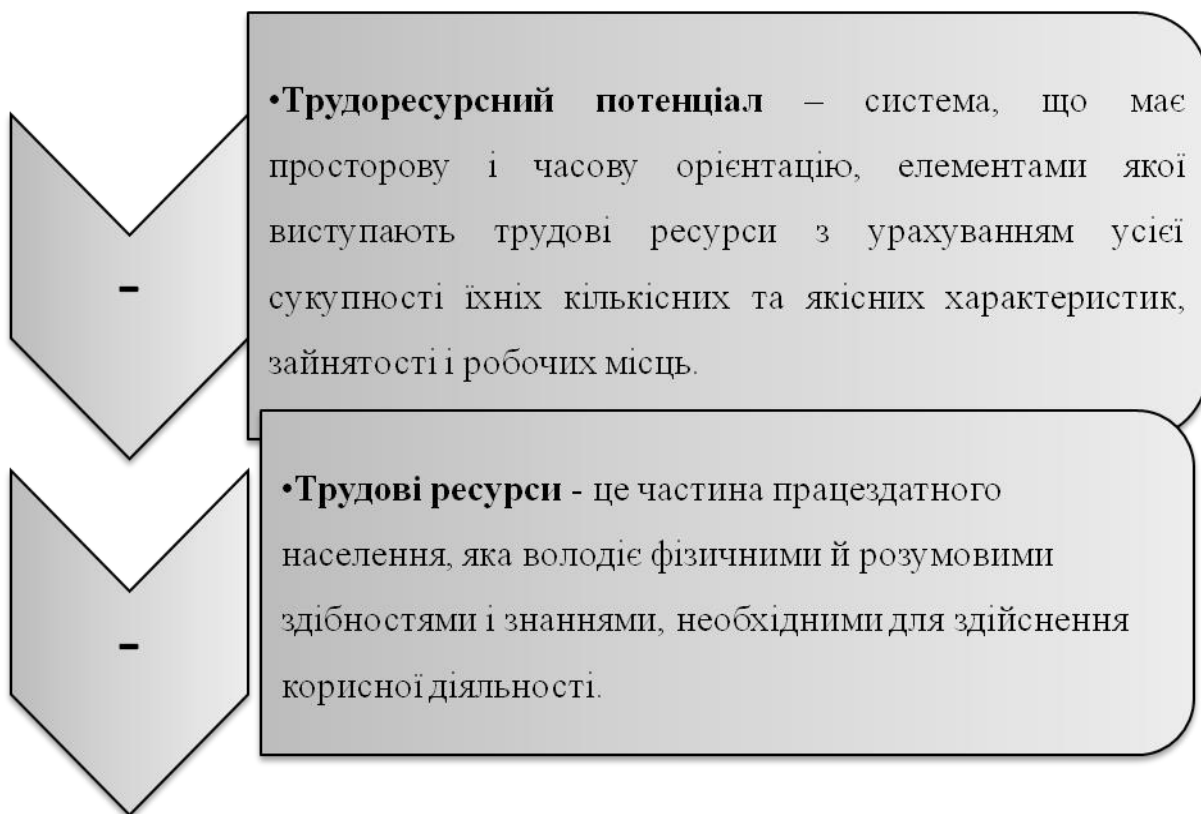 -
•Трудоресурсний потенціал – система, що має
просторову і часову орієнтацію, елементами якої
виступають трудові ресурси з урахуванням усієї
сукупності їхніх кількісних та якісних характеристик,
зайнятості і робочих місць.
-
•Трудові ресурси - це частина працездатного
населення, яка володіє фізичними й розумовими
здібностями і знаннями, необхідними для здійснення
корисної діяльності.